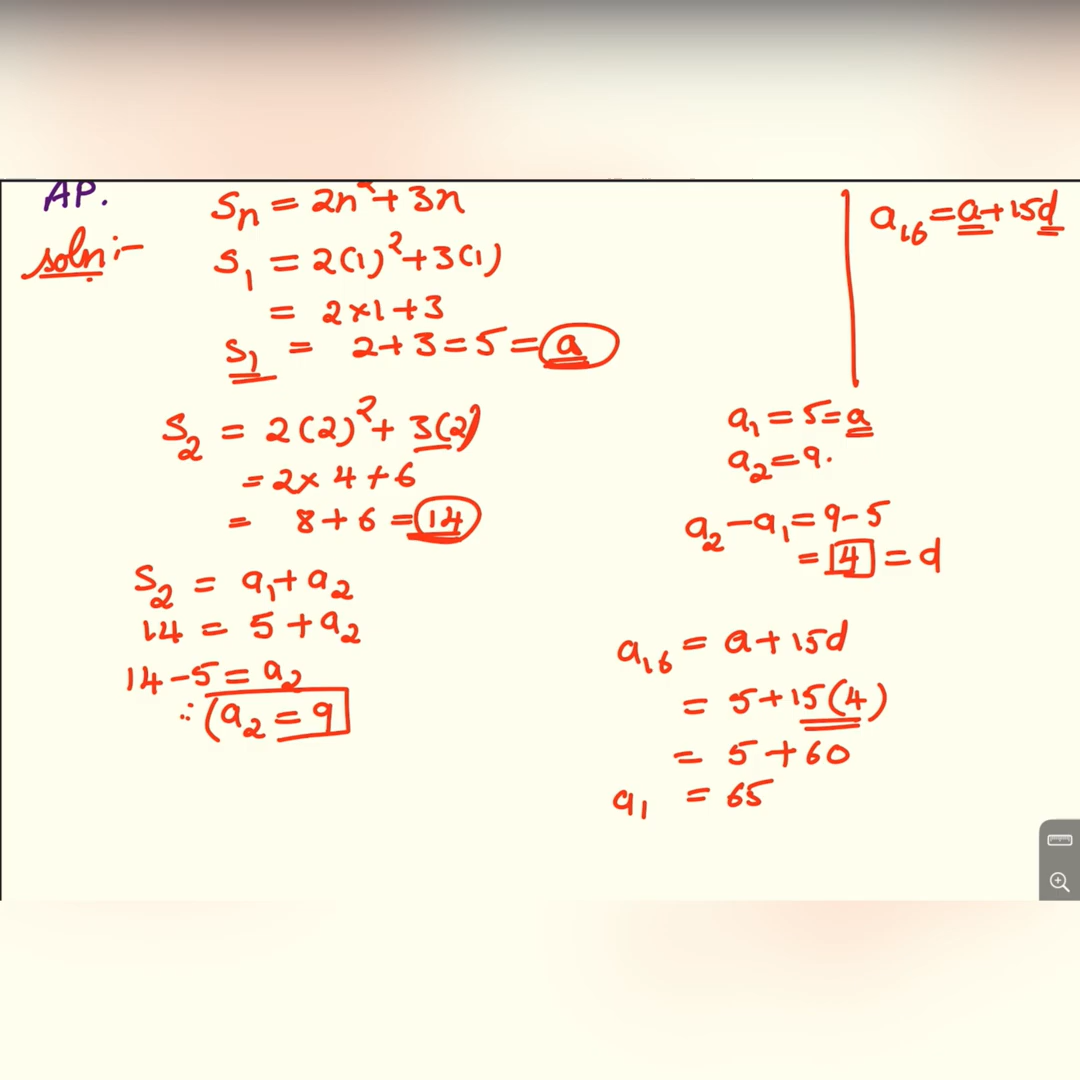 AP.
Sn = 2n² + 3n
soln:-
S₁ = 2(1)² + 3(1)
= 2×1+3
S₁ = 2+3=5=a
S₂ = 2(2)² + 3(2)
= 2× 4+6
= 8+6 = 14
S₂ = a₁+a₂
14 = 5+a₂
14-5 = a₂
∴ a₂ = 9
a₁₆ = a+15d
a₁ = 5 = a
a₂ = 9.
a₂-a₁ = 9-5
= 4 = d
a₁₆ = a+15d
= 5+15(4)
= 5+60
a₁ = 65